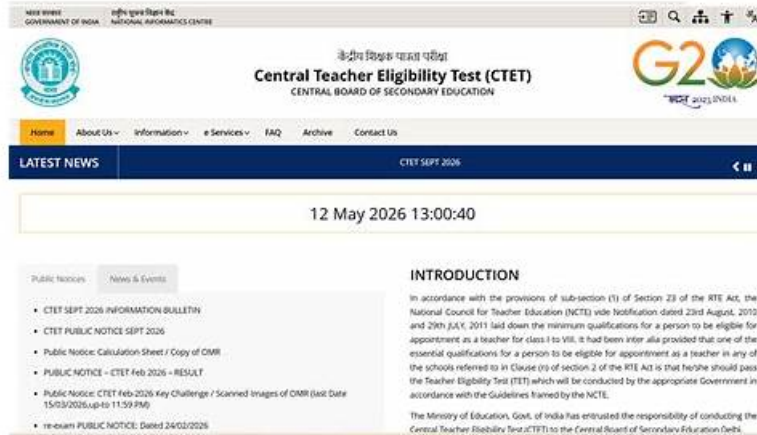 भारत सरकार
GOVERNMENT OF INDIA
राष्ट्रीय सूचना विज्ञान केंद्र
NATIONAL INFORMATICS CENTRE
केंद्रीय शिक्षक पात्रता परीक्षा
Central Teacher Eligibility Test (CTET)
CENTRAL BOARD OF SECONDARY EDUCATION
G20
भारत 2023 INDIA
Home About Us Information e Services FAQ Archive Contact Us
LATEST NEWS
CTET SEPT 2026
12 May 2026 13:00:40
Public Notices News & Events
CTET SEPT 2026 INFORMATION BULLETIN
CTET PUBLIC NOTICE SEPT 2026
Public Notice: Calculation Sheet / Copy of OMR
PUBLIC NOTICE – CTET Feb 2026 – RESULT
Public Notice: CTET Feb-2026 Key Challenge / Scanned Images of OMR (last Date
15/03/2026,up-to 11:59 PM)
re-exam PUBLIC NOTICE: Dated 24/02/2026
INTRODUCTION
In accordance with the provisions of sub-section (1) of Section 23 of the RTE Act, the
National Council for Teacher Education (NCTE) vide Notification dated 23rd August, 2010
and 29th JULY, 2011 laid down the minimum qualifications for a person to be eligible for
appointment as a teacher for class I to VIII. It had been inter alia provided that one of the
essential qualifications for a person to be eligible for appointment as a teacher in any of
the schools referred to in Clause (n) of section 2 of the RTE Act is that he/she should pass
the Teacher Eligibility Test (TET) which will be conducted by the appropriate Government in
accordance with the Guidelines framed by the NCTE.
The Ministry of Education, Govt. of India has entrusted the responsibility of conducting the
Central Teacher Eligibility Test (CTET) to the Central Board of Secondary Education Delhi.